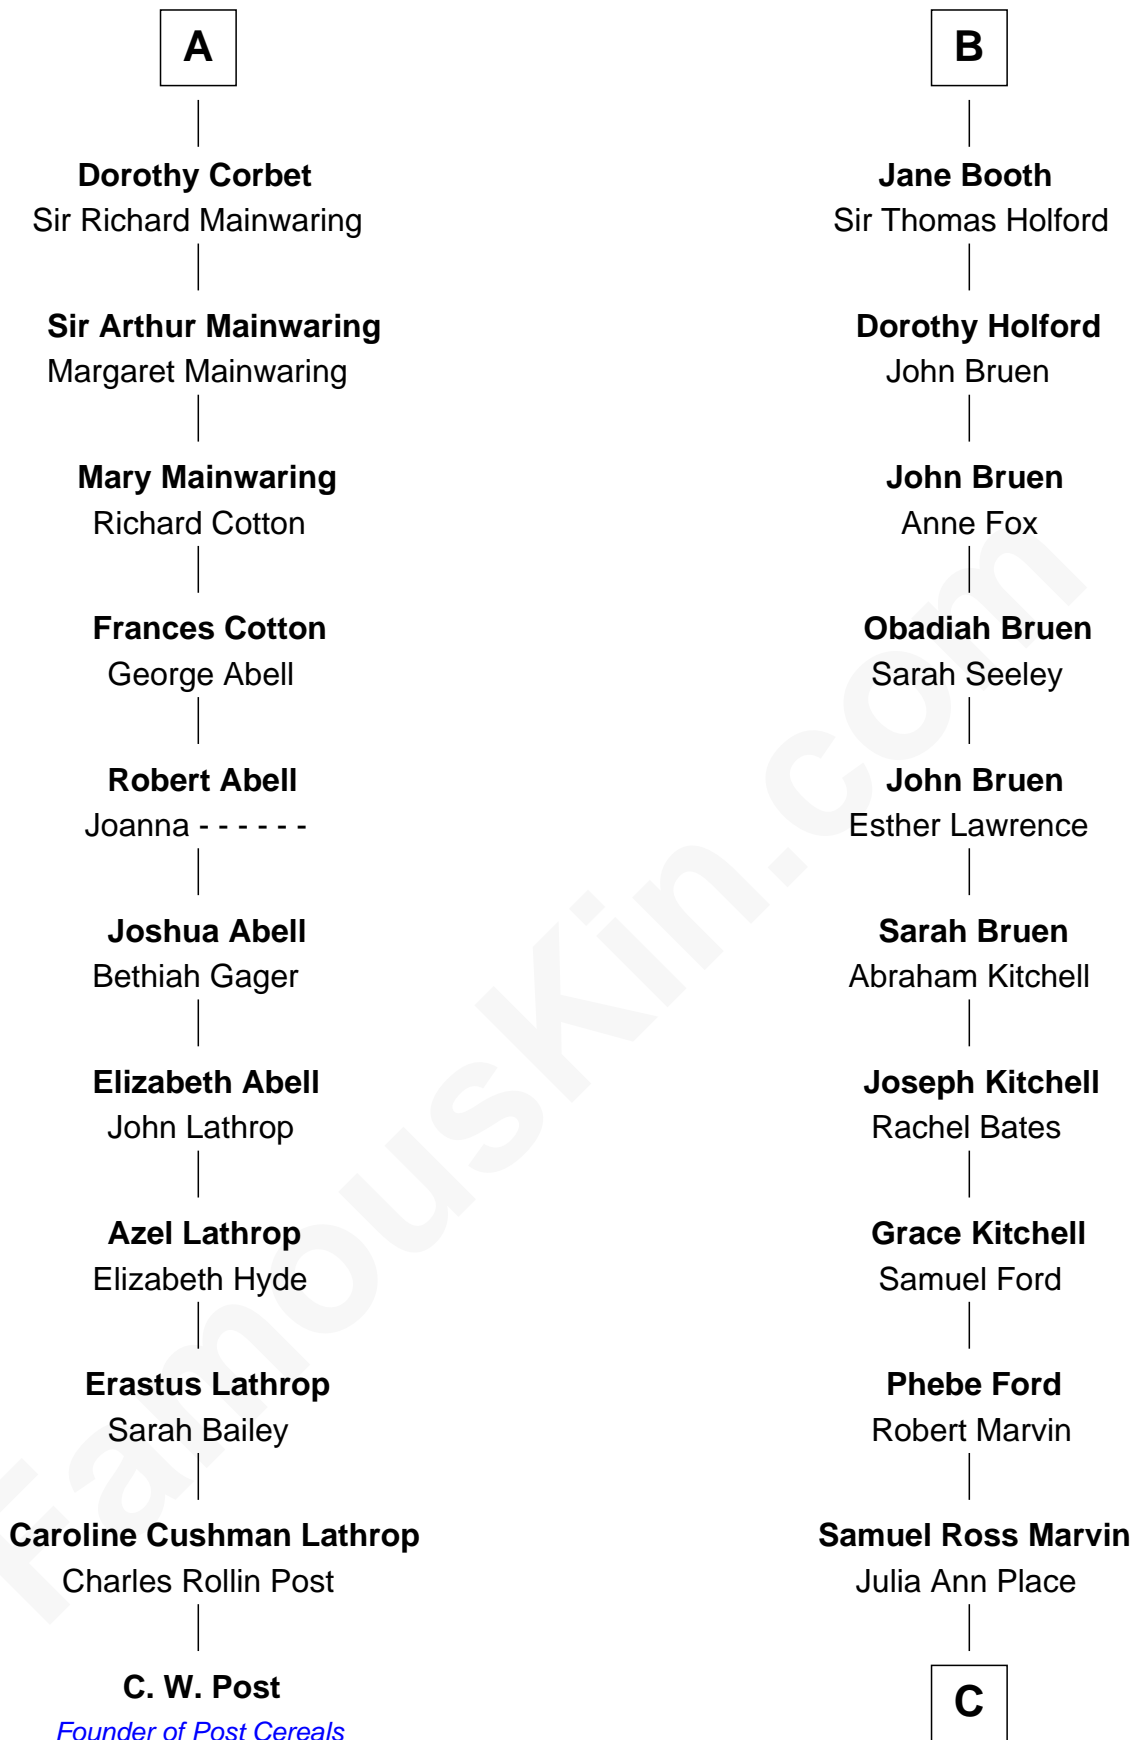 A
Dorothy Corbet
Sir Richard Mainwaring
Sir Arthur Mainwaring
Margaret Mainwaring
Mary Mainwaring
Richard Cotton
Frances Cotton
George Abell
Robert Abell
Joanna - - - - - -
Joshua Abell
Bethiah Gager
Elizabeth Abell
John Lathrop
Azel Lathrop
Elizabeth Hyde
Erastus Lathrop
Sarah Bailey
Caroline Cushman Lathrop
Charles Rollin Post
C. W. Post
Founder of Post Cereals
B
Jane Booth
Sir Thomas Holford
Dorothy Holford
John Bruen
John Bruen
Anne Fox
Obadiah Bruen
Sarah Seeley
John Bruen
Esther Lawrence
Sarah Bruen
Abraham Kitchell
Joseph Kitchell
Rachel Bates
Grace Kitchell
Samuel Ford
Phebe Ford
Robert Marvin
Samuel Ross Marvin
Julia Ann Place
C
FamousKin.com